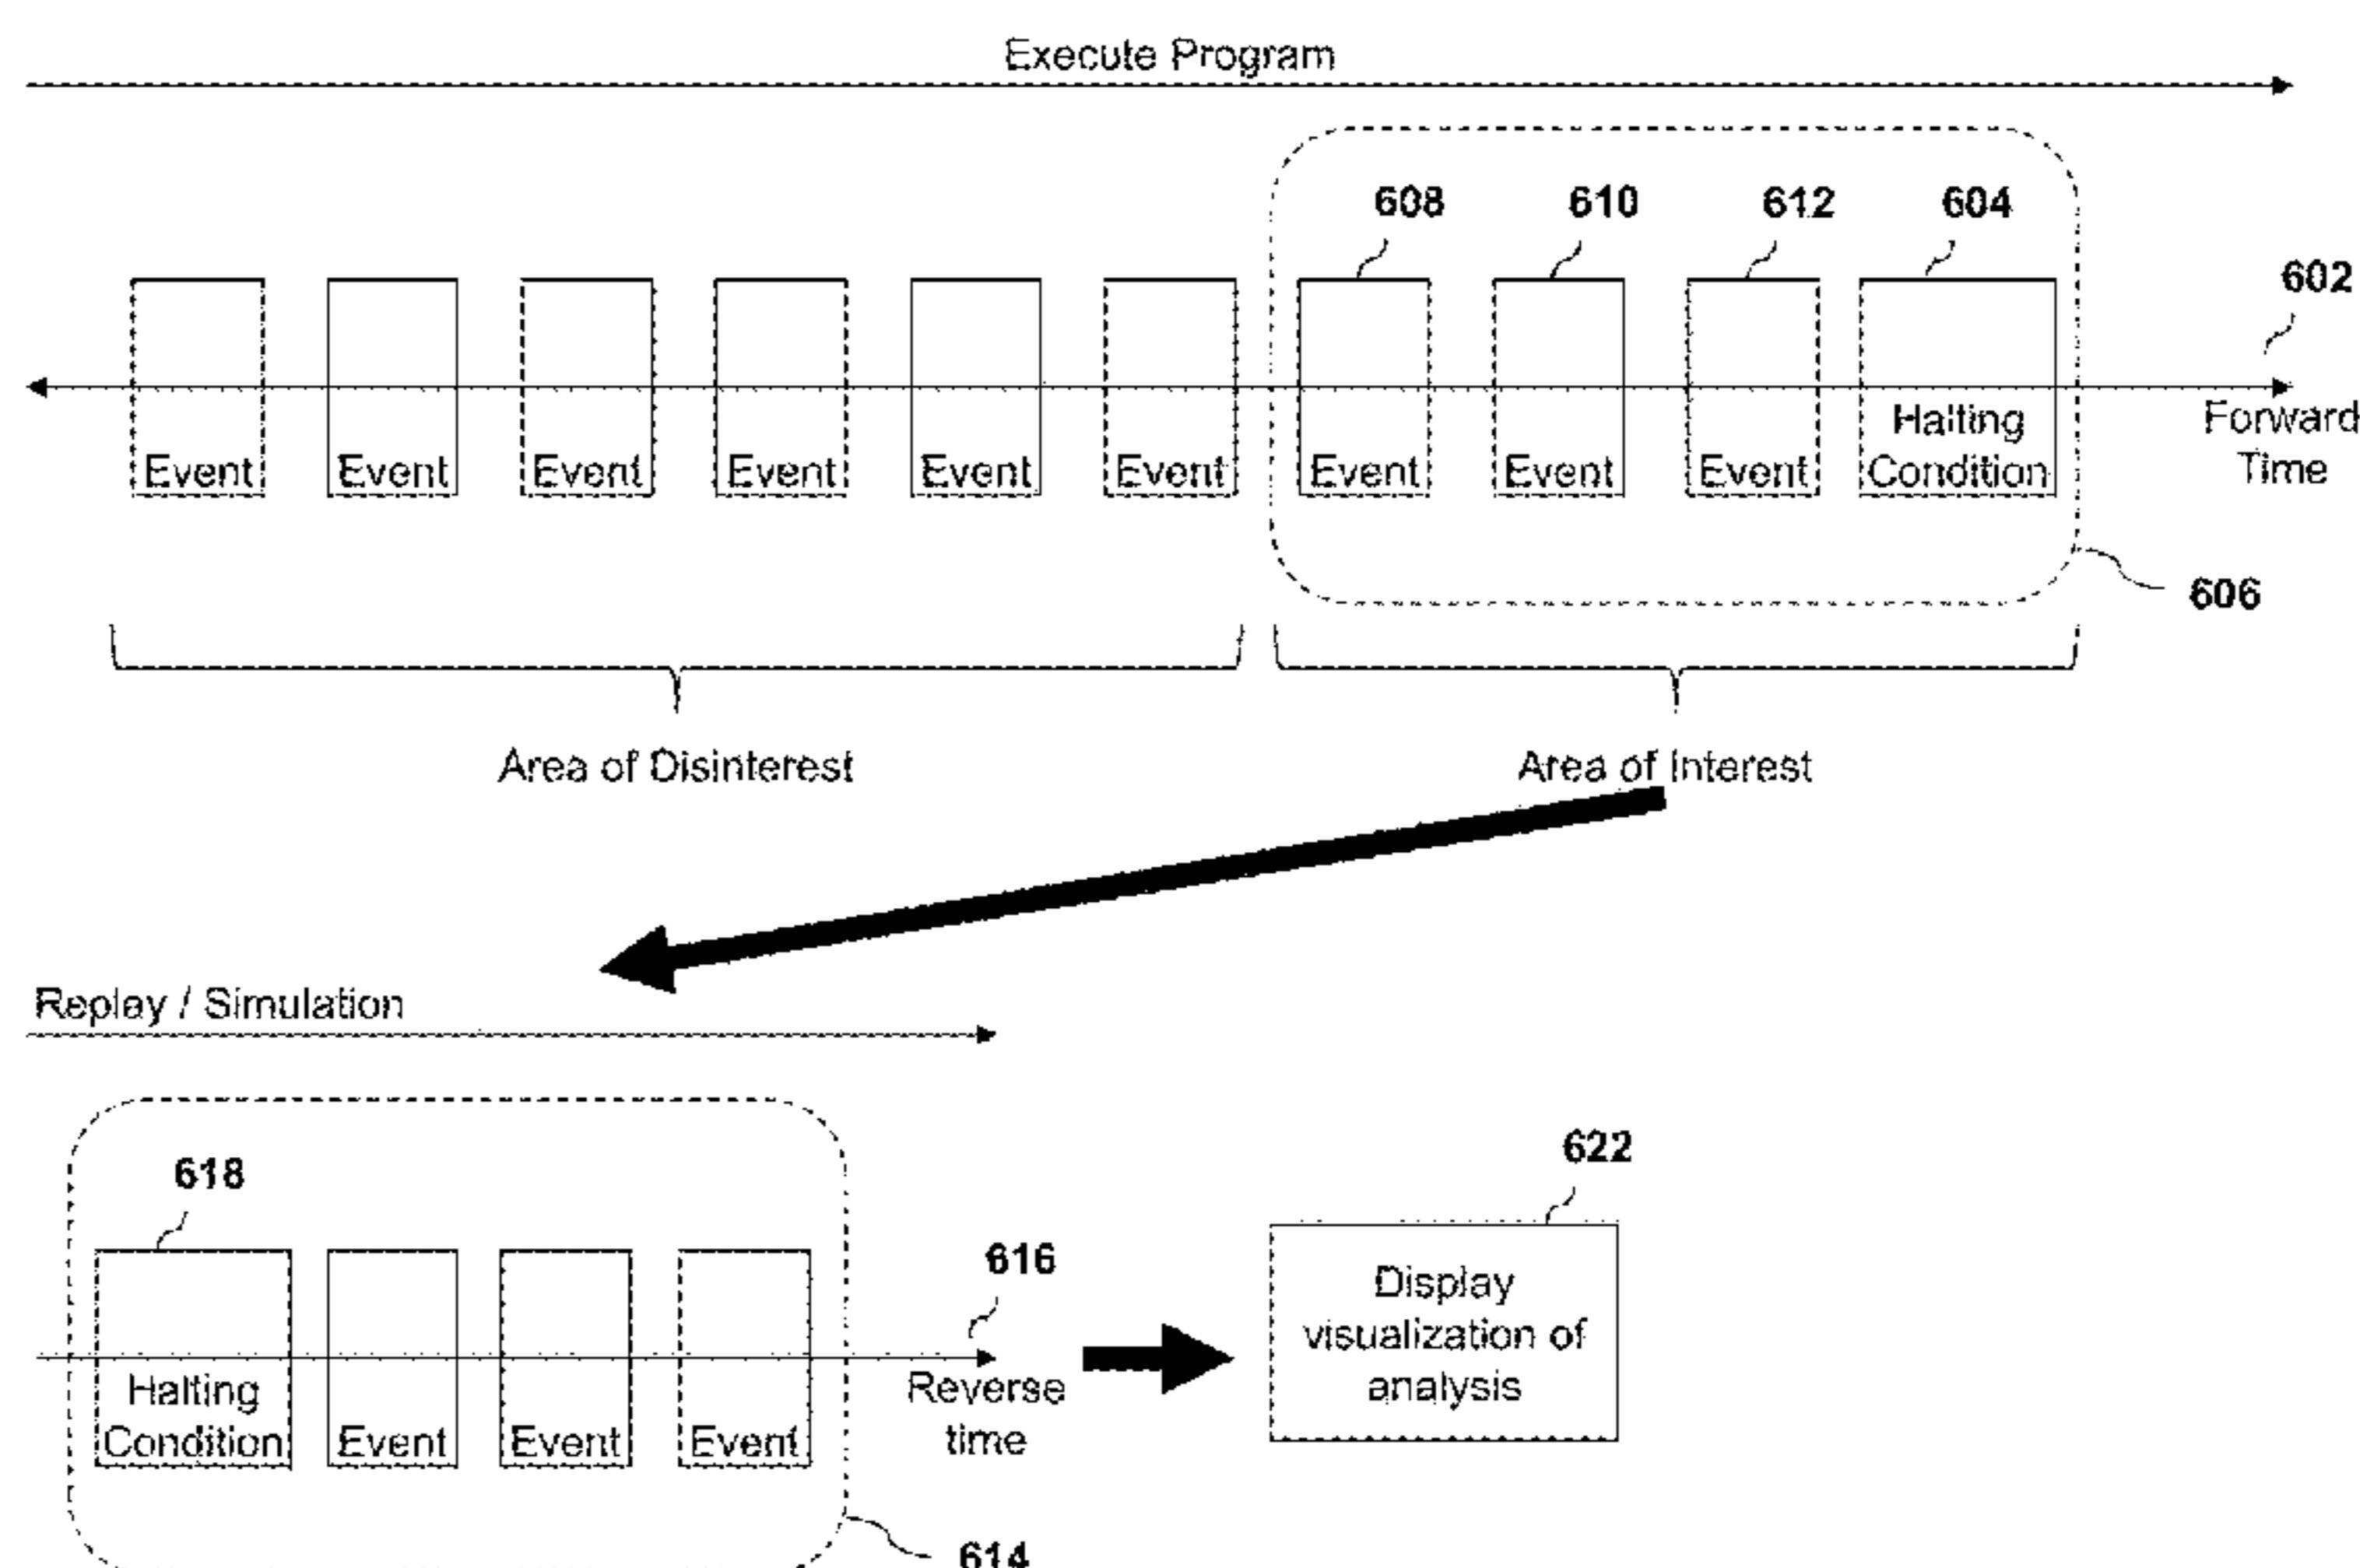 Execute Program
608 610 612 604
602
Event Event Event Event Event Event Event Event Event
Halting
Condition
Forward
Time
606
Area of Disinterest
Area of Interest
Replay / Simulation
618
622
616
Halting
Condition
Event Event Event
Reverse
time
Display
visualization of
analysis
614